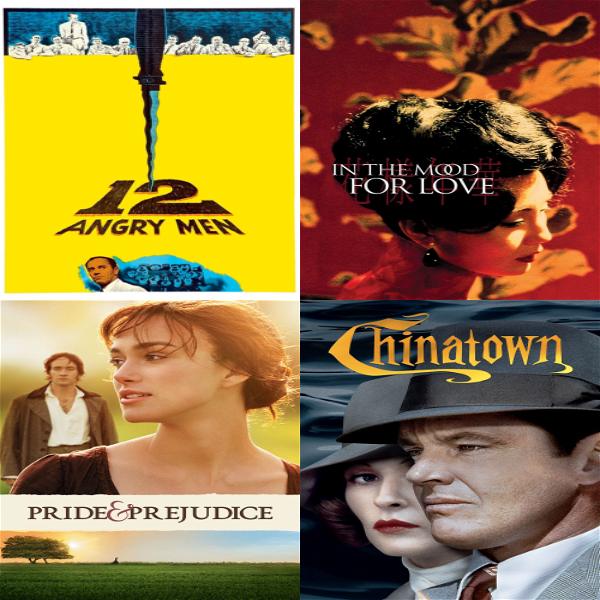 12
ANGRY MEN
IN THE MOOD
FOR LOVE
PRIDE & PREJUDICE
Chinatown